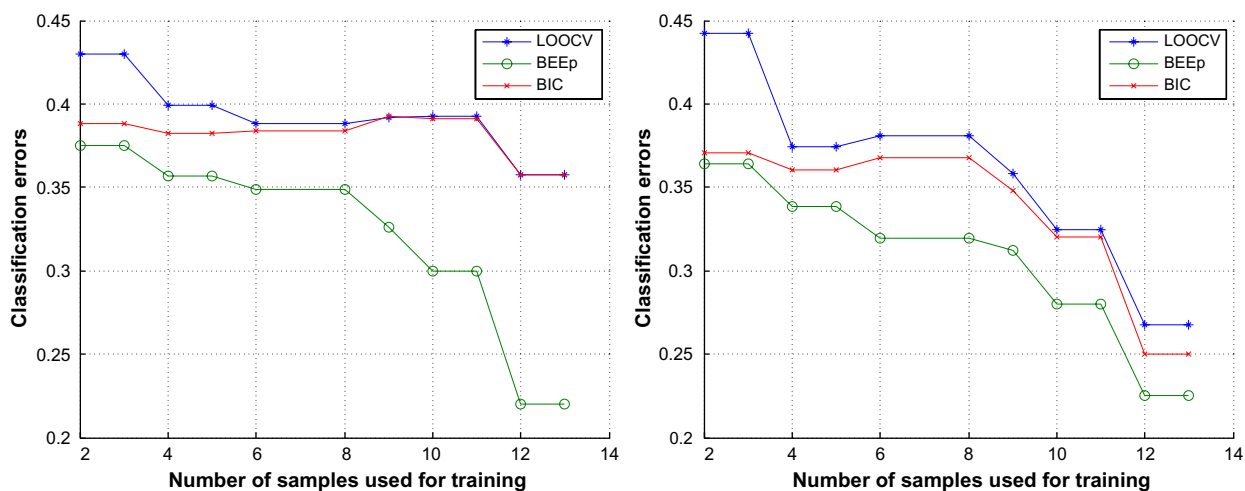 0.45
0.4
0.35
0.3
0.25
0.2
2 4 6 8 10 12 14
Classification errors
Number of samples used for training
LOOCV
BEEp
BIC
0.45
0.4
0.35
0.3
0.25
0.2
2 4 6 8 10 12 14
Classification errors
Number of samples used for training
LOOCV
BEEp
BIC